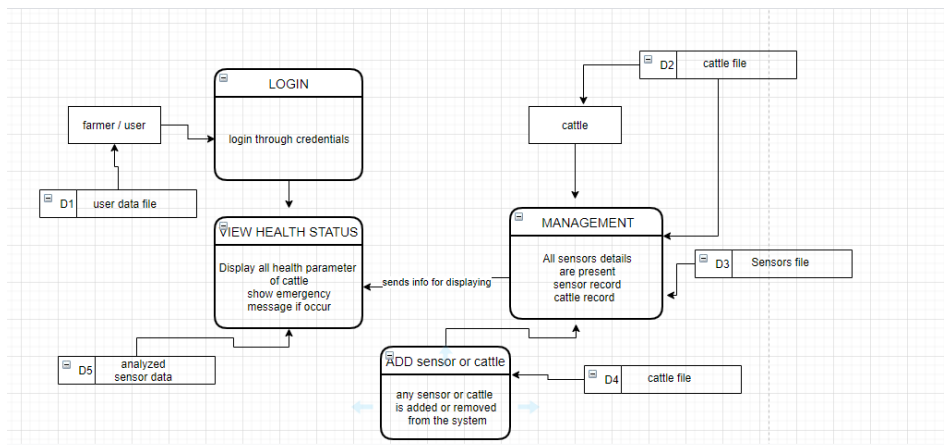 LOGIN
login through credentials
farmer / user
D1
user data file
VIEW HEALTH STATUS
Display all health parameter
of cattle
show emergency
message if occur
D5
analyzed
sensor data
D2
cattle file
cattle
MANAGEMENT
All sensors details
are present
sensor record
cattle record
D3
Sensors file
sends info for displaying
ADD sensor or cattle
any sensor or cattle
is added or removed
from the system
D4
cattle file